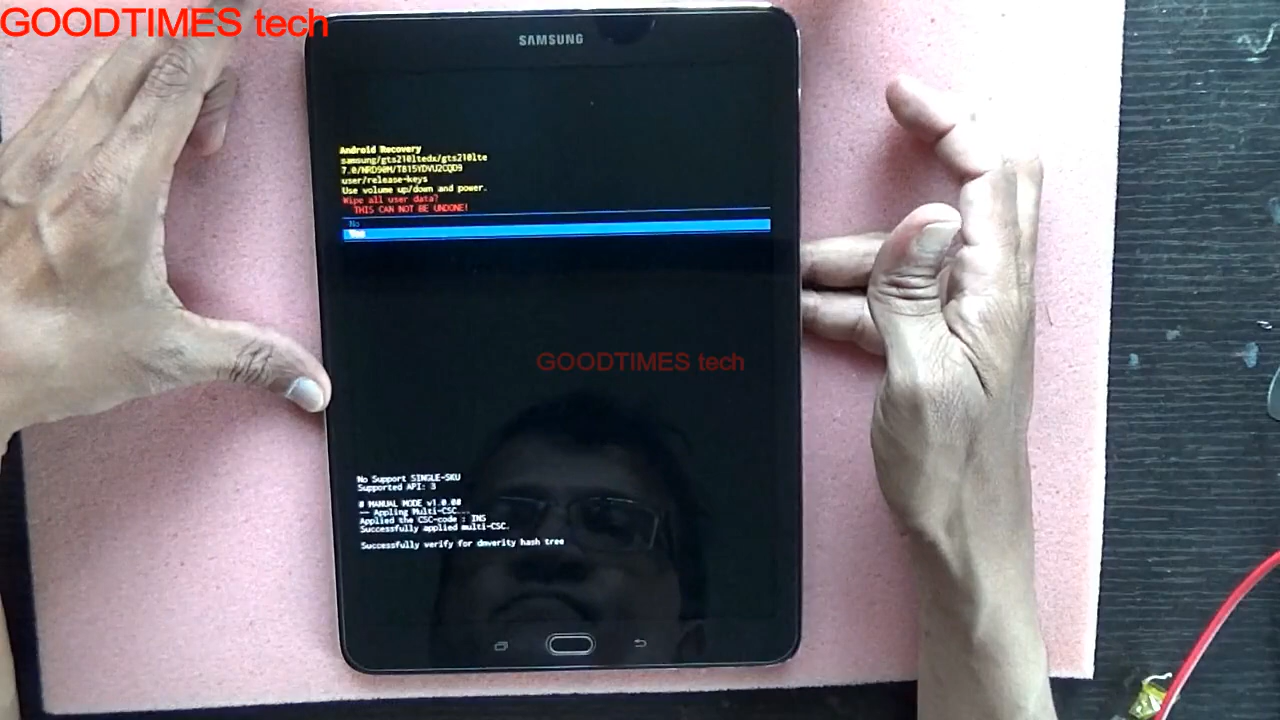 GOODTIMES tech
SAMSUNG
Android Recovery
samsung/gts210ltedx/gts210lte
7.0/NRD90M/T815YDVU2CQD9
user/release-keys
Use volume up/down and power.
Wipe all user data?
THIS CAN NOT BE UNDONE!
No
Yes
GOODTIMES tech
No Support SINGLE-SKU
Supported API: 3
# MANUAL MODE v1.0.00
-- Appling Multi-CSC...
Applied the CSC-code : INS
Successfully applied multi-CSC.
Successfully verify for dmverity hash tree